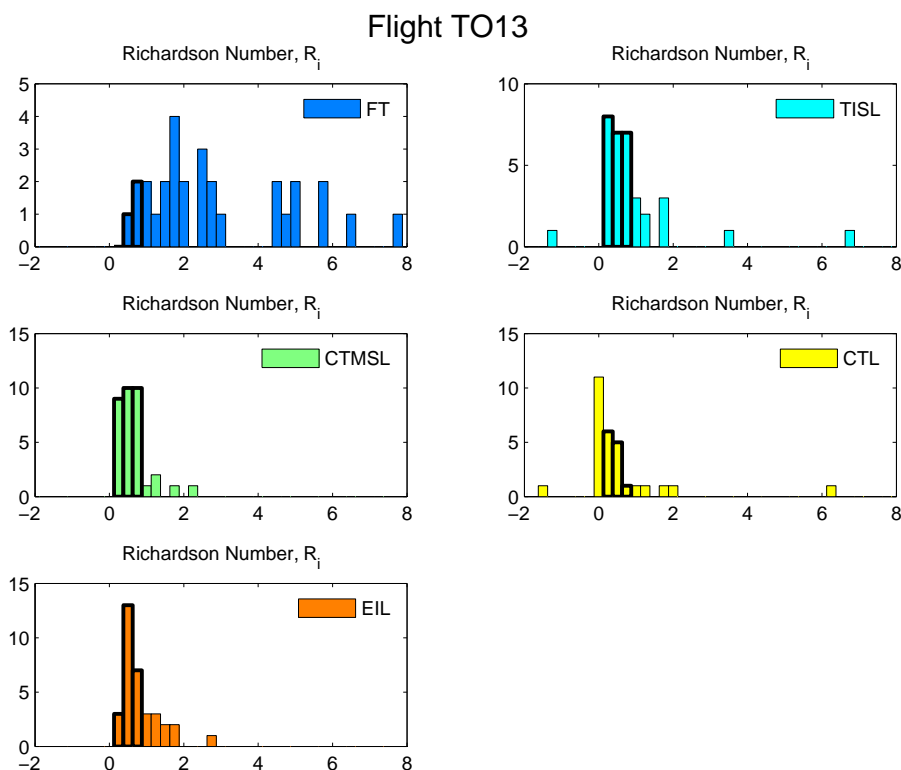 Flight TO13
Richardson Number, Ri
5
4
3
2
1
0
−2 0 2 4 6 8
FT
Richardson Number, Ri
10
5
0
−2 0 2 4 6 8
TISL
Richardson Number, Ri
15
10
5
0
−2 0 2 4 6 8
CTMSL
Richardson Number, Ri
15
10
5
0
−2 0 2 4 6 8
CTL
Richardson Number, Ri
15
10
5
0
−2 0 2 4 6 8
EIL